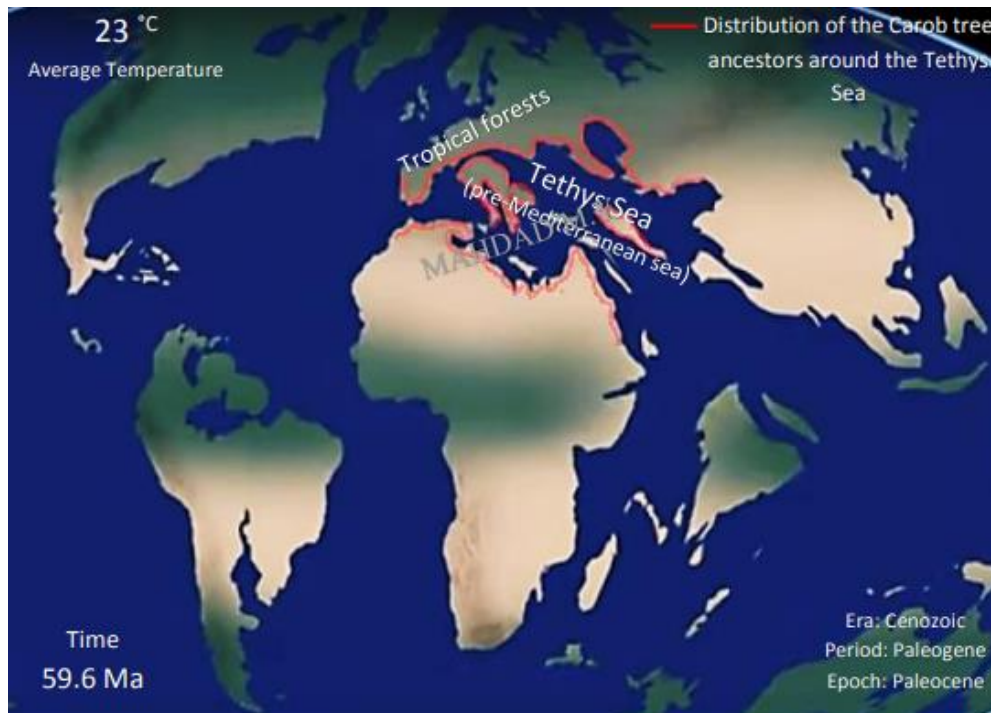 23 °C
Average Temperature
Distribution of the Carob tree
ancestors around the Tethys
Sea
Tropical forests
Tethys Sea
(pre-Mediterranean sea)
MAHDAD M.
Time
59.6 Ma
Era: Cenozoic
Period: Paleogene
Epoch: Paleocene